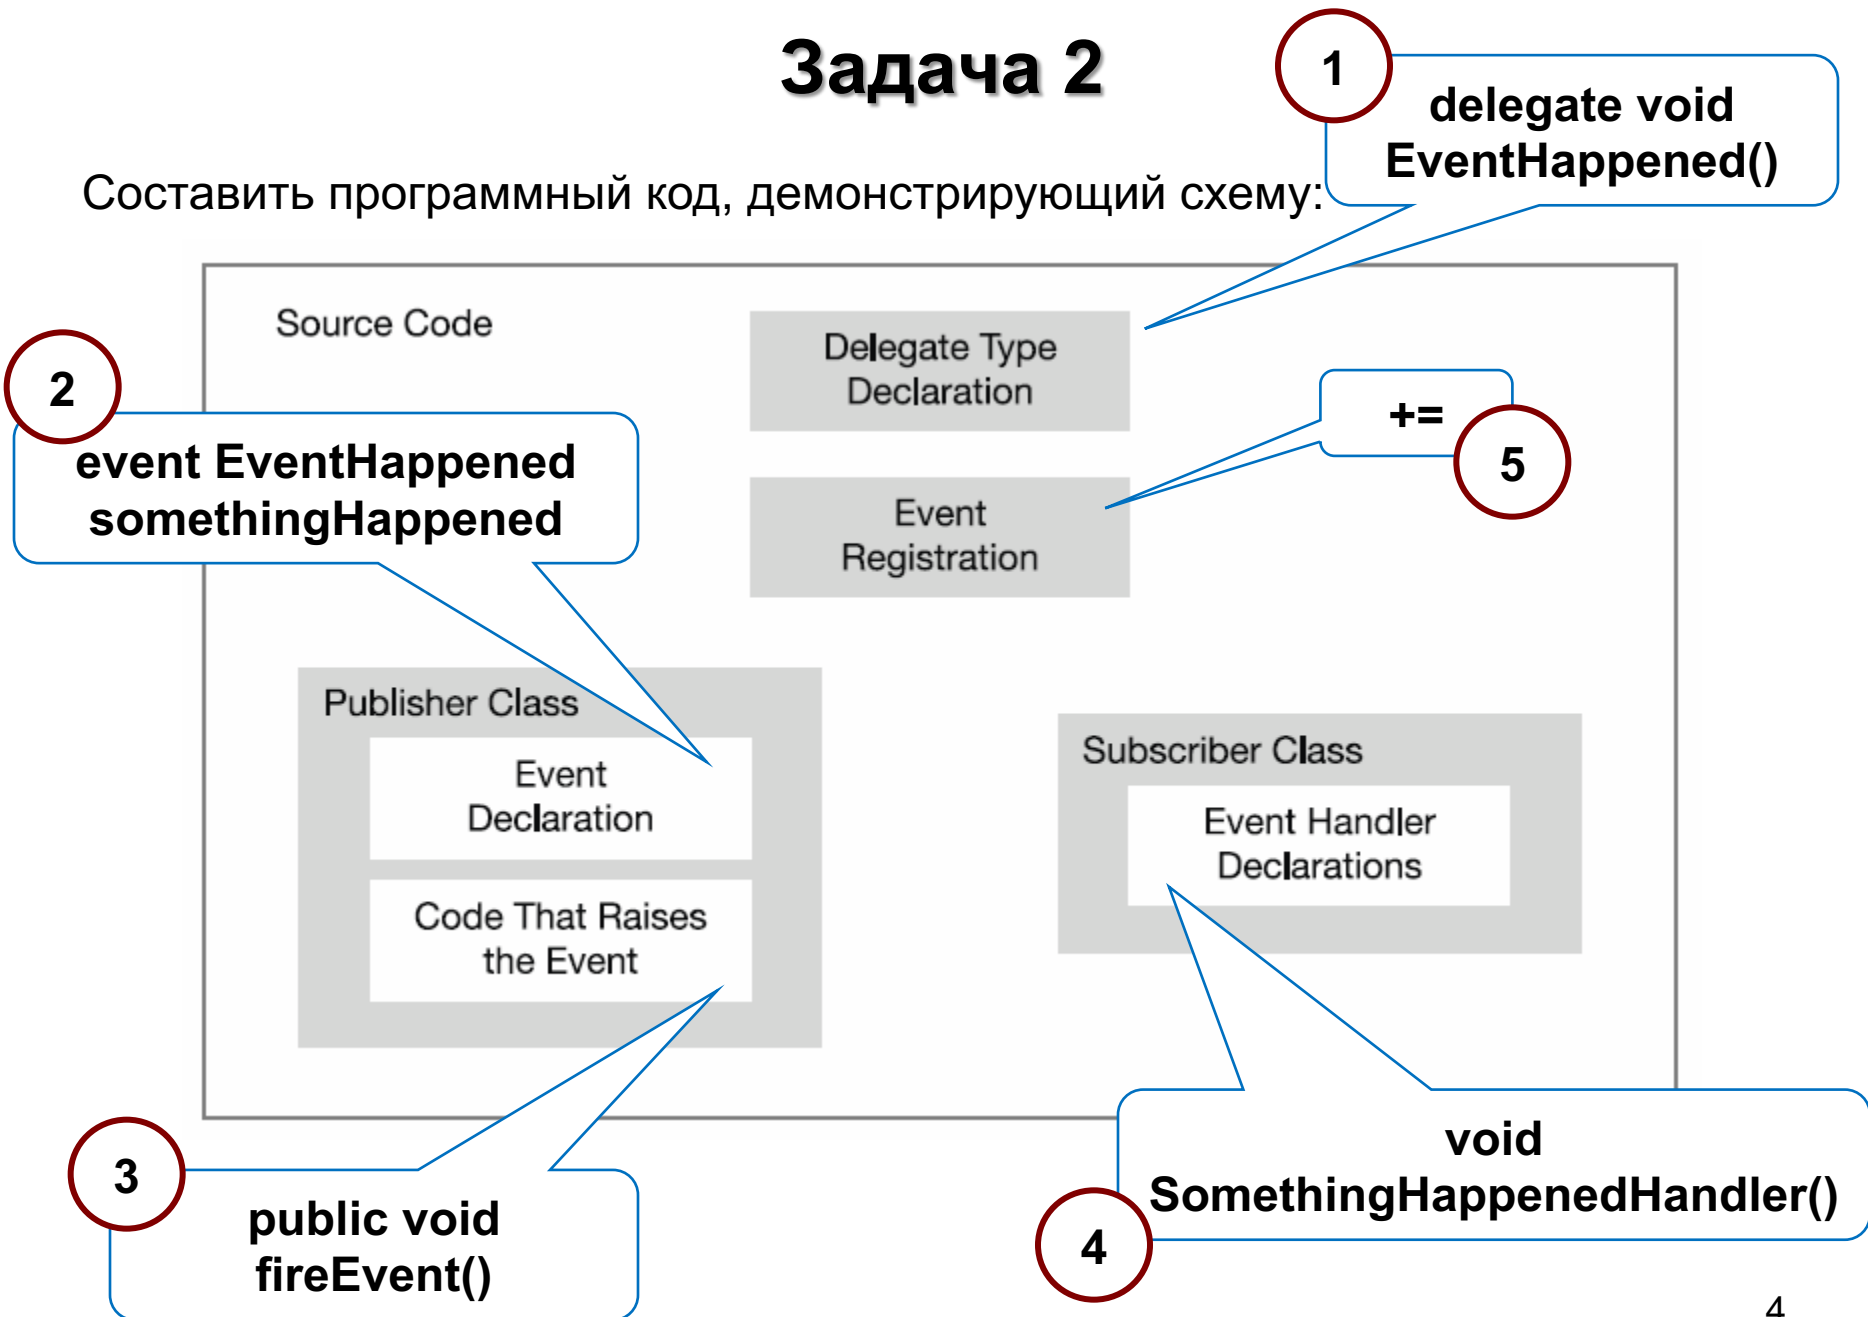 Задача 2
1
delegate void
EventHappened()
Составить программный код, демонстрирующий схему:
Source Code
Delegate Type
Declaration
2
event EventHappened
somethingHappened
+=
5
Event
Registration
Publisher Class
Event
Declaration
Code That Raises
the Event
Subscriber Class
Event Handler
Declarations
3
public void
fireEvent()
void
SomethingHappenedHandler()
4
4